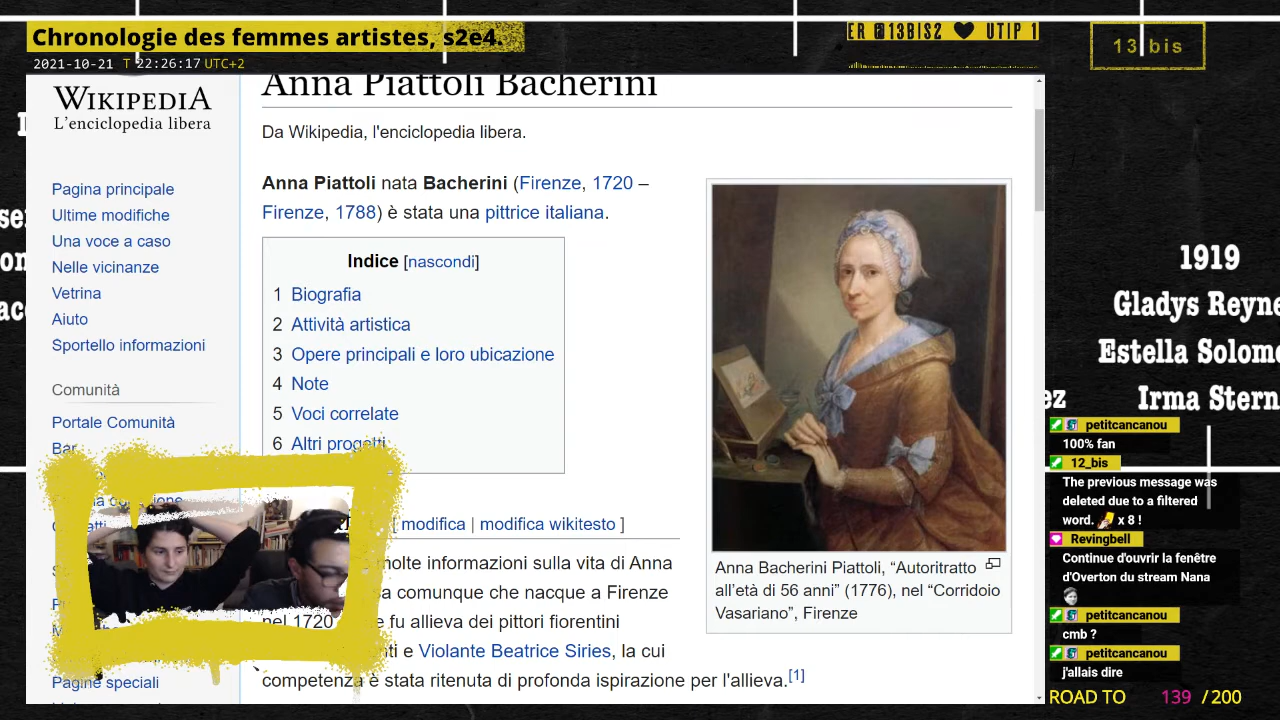 Chronologie des femmes artistes, s2e4.
2021-10-21 T 22:26:17 UTC+2
ER @13BIS2 UTIP 1
13 bis
WIKIPEDIA
L'enciclopedia libera
Pagina principale
Ultime modifiche
Una voce a caso
Nelle vicinanze
Vetrina
Aiuto
Sportello informazioni
Comunità
Portale Comunità
Bar
Pagine speciali
Anna Piattoli Bacherini
Da Wikipedia, l'enciclopedia libera.
Anna Piattoli nata Bacherini (Firenze, 1720 –
Firenze, 1788) è stata una pittrice italiana.
Indice [nascondi]
1 Biografia
2 Attività artistica
3 Opere principali e loro ubicazione
4 Note
5 Voci correlate
6 Altri progetti
[ modifica | modifica wikitesto ]
molte informazioni sulla vita di Anna
sa comunque che nacque a Firenze
nel 1720 e fu allieva dei pittori fiorentini
nti e Violante Beatrice Siries, la cui
competenza è stata ritenuta di profonda ispirazione per l'allieva.[1]
Anna Bacherini Piattoli, “Autoritratto
all'età di 56 anni” (1776), nel “Corridoio
Vasariano”, Firenze
1919
Gladys Reyne
Estella Solomo
ez Irma Stern
petitcancanou
100% fan
12_bis
The previous message was
deleted due to a filtered
word. x 8 !
Revingbell
Continue d'ouvrir la fenêtre
d'Overton du stream Nana
petitcancanou
cmb ?
petitcancanou
j'allais dire
ROAD TO 139 / 200